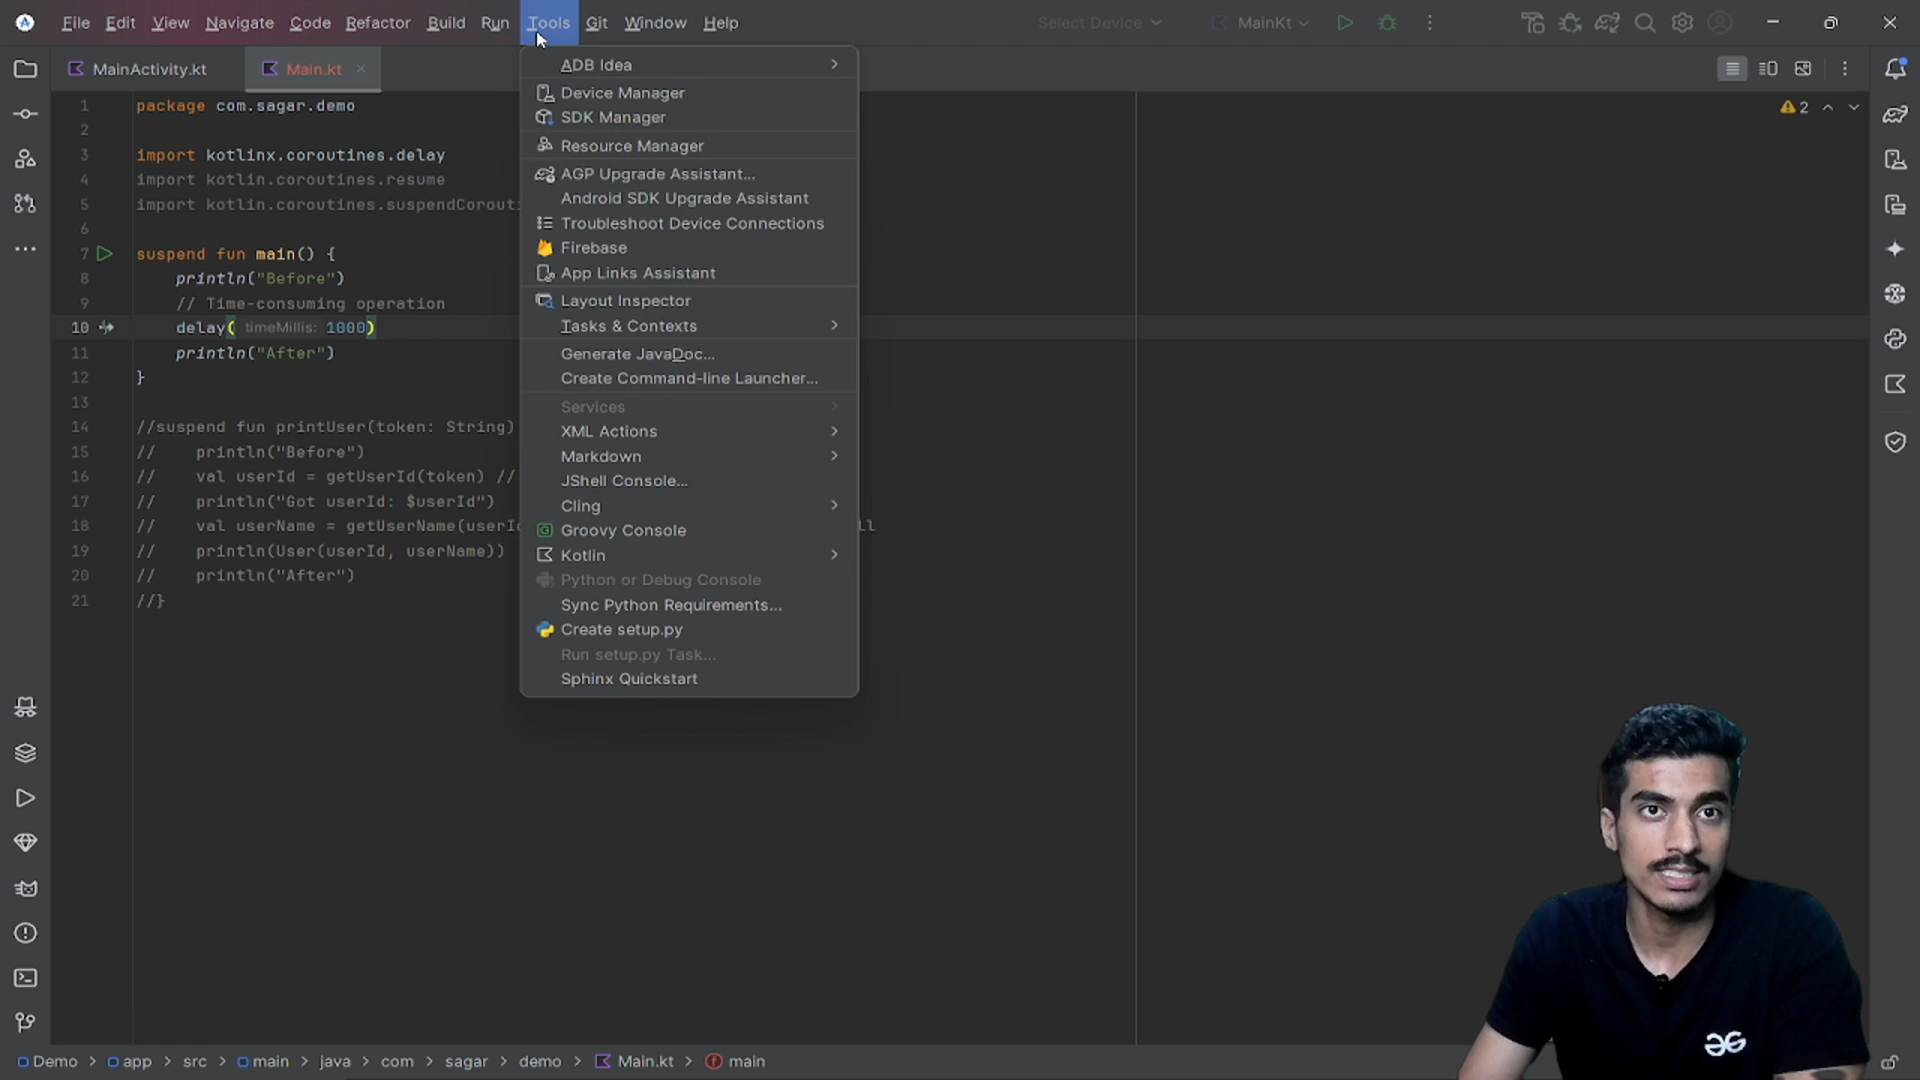 File Edit View Navigate Code Refactor Build Run Tools Git Window Help Select Device MainKt
MainActivity.kt Main.kt
ADB Idea
Device Manager
SDK Manager
Resource Manager
AGP Upgrade Assistant...
Android SDK Upgrade Assistant
Troubleshoot Device Connections
Firebase
App Links Assistant
Layout Inspector
Tasks & Contexts
Generate JavaDoc...
Create Command-line Launcher...
Services
XML Actions
Markdown
JShell Console...
Cling
Groovy Console
Kotlin
Python or Debug Console
Sync Python Requirements...
Create setup.py
Run setup.py Task...
Sphinx Quickstart
2
1 package com.sagar.demo
2
3 import kotlinx.coroutines.delay
4 import kotlin.coroutines.resume
5 import kotlin.coroutines.suspendCorouti
6
7 suspend fun main() {
8 println("Before")
9 // Time-consuming operation
10 delay( timeMillis: 1000)
11 println("After")
12 }
13
14 //suspend fun printUser(token: String)
15 // println("Before")
16 // val userId = getUserId(token) //
17 // println("Got userId: $userId")
18 // val userName = getUserName(userId ll
19 // println(User(userId, userName))
20 // println("After")
21 //}
Demo > app > src > main > java > com > sagar > demo > Main.kt > main